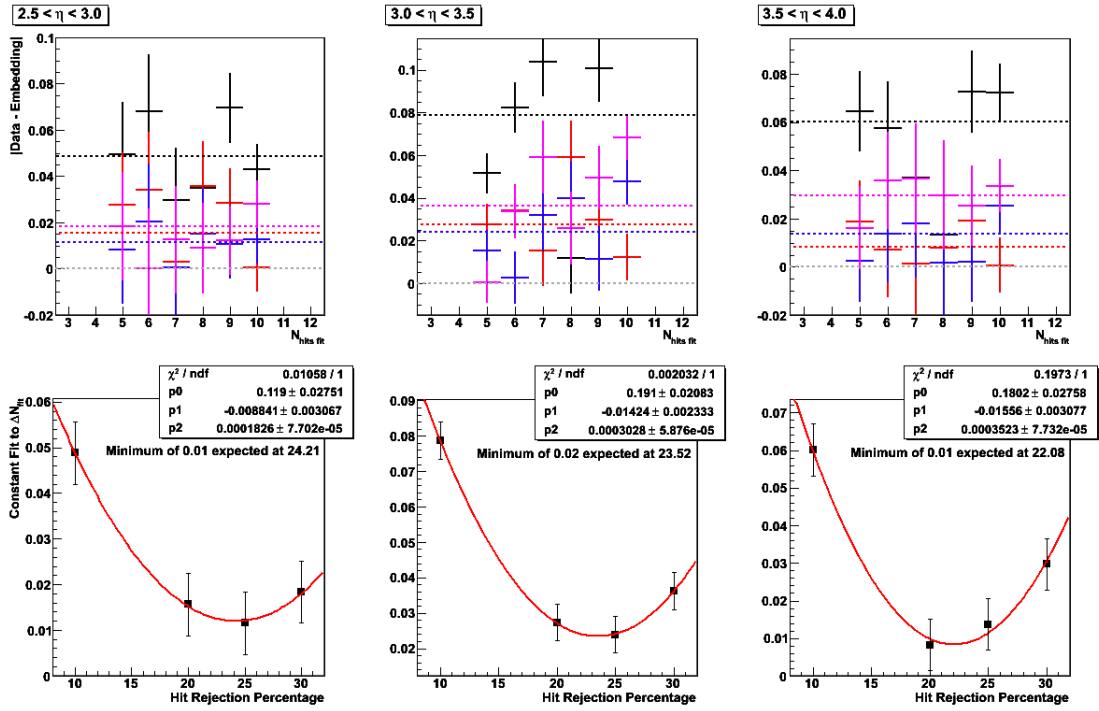 2.5 < η < 3.0
3.0 < η < 3.5
3.5 < η < 4.0
|Data - Embedding|
0.1
0.08
0.06
0.04
0.02
0
-0.02
3 4 5 6 7 8 9 10 11 12
N hits fit
0.1
0.08
0.06
0.04
0.02
0
3 4 5 6 7 8 9 10 11 12
N hits fit
0.1
0.08
0.06
0.04
0.02
0
-0.02
3 4 5 6 7 8 9 10 11 12
N hits fit
Constant Fit to ΔN fit
χ² / ndf 0.01058 / 1
p0 0.119 ± 0.02751
p1 -0.008841 ± 0.003067
p2 0.0001826 ± 7.702e-05
Minimum of 0.01 expected at 24.21
0.06
0.05
0.04
0.03
0.02
0.01
0
10 15 20 25 30
Hit Rejection Percentage
χ² / ndf 0.002032 / 1
p0 0.191 ± 0.02083
p1 -0.01424 ± 0.002333
p2 0.0003028 ± 5.876e-05
Minimum of 0.02 expected at 23.52
0.09
0.08
0.07
0.06
0.05
0.04
0.03
0.02
10 15 20 25 30
Hit Rejection Percentage
χ² / ndf 0.1973 / 1
p0 0.1802 ± 0.02758
p1 -0.01556 ± 0.003077
p2 0.0003523 ± 7.732e-05
Minimum of 0.01 expected at 22.08
0.07
0.06
0.05
0.04
0.03
0.02
0.01
0
10 15 20 25 30
Hit Rejection Percentage